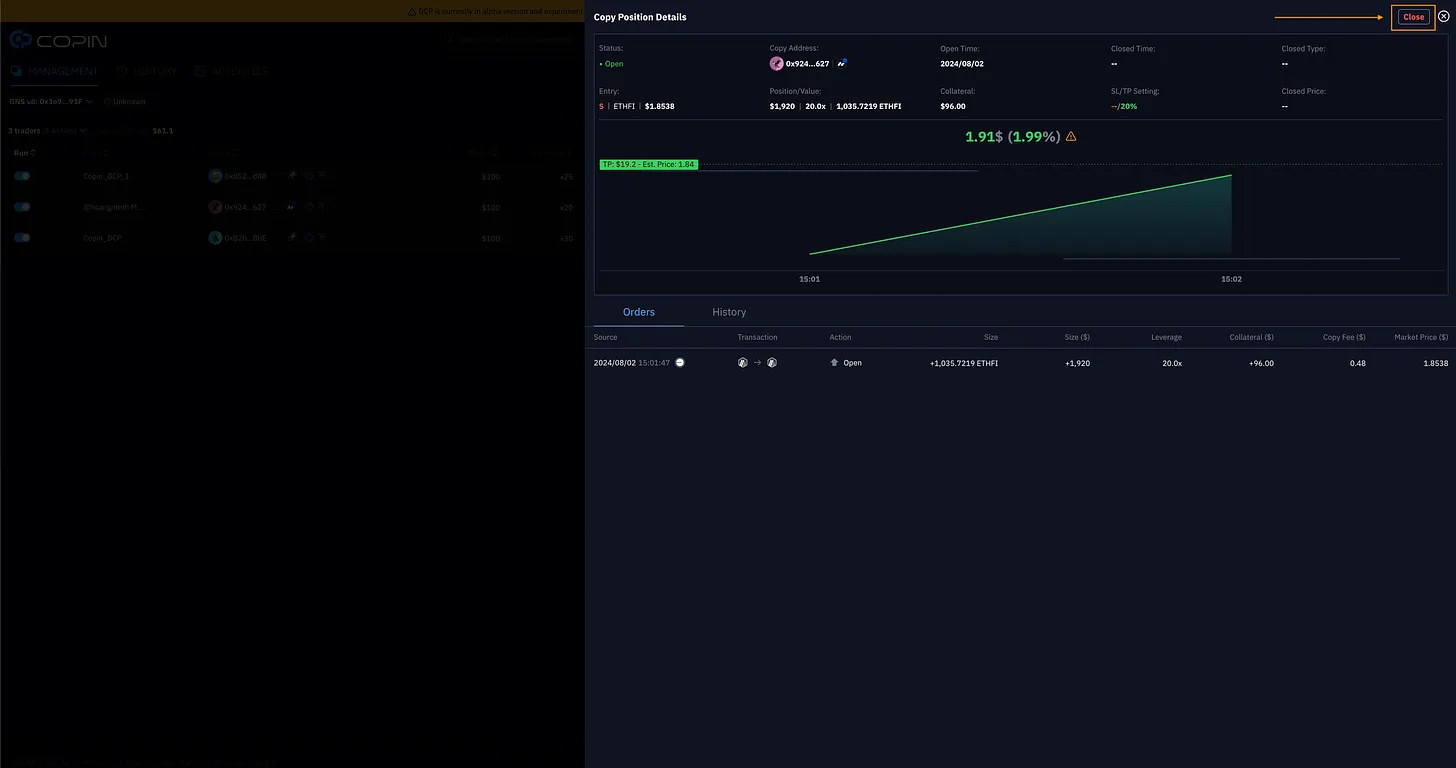 DCP is currently in alpha version and experiment
COPIN
MANAGEMENT HISTORY ACTIVITIES
GNS v8: 0x3e9...91F Unknown
3 traders (3 active) $61.1
Run
Copin_DCP_1 0x852...dAB $100 x25
0x924...627 $100 x20
Copin_DCP 0xB26...BbE $100 x30
Copy Position Details Close
Status: Copy Address: Open Time: Closed Time: Closed Type:
• Open 0x924...627 2024/08/02 -- --
Entry: Position/Value: Collateral: SL/TP Setting: Closed Price:
S | ETHFI | $1.8538 $1,920 | 20.0x | 1,035.7219 ETHFI $96.00 --/20% --
1.91$ (1.99%)
TP: $19.2 - Est. Price: 1.84
15:01 15:02
Orders History
Source Transaction Action Size Size ($) Leverage Collateral ($) Copy Fee ($) Market Price ($)
2024/08/02 15:01:47 Open +1,035.7219 ETHFI +1,920 20.0x +96.00 0.48 1.8538